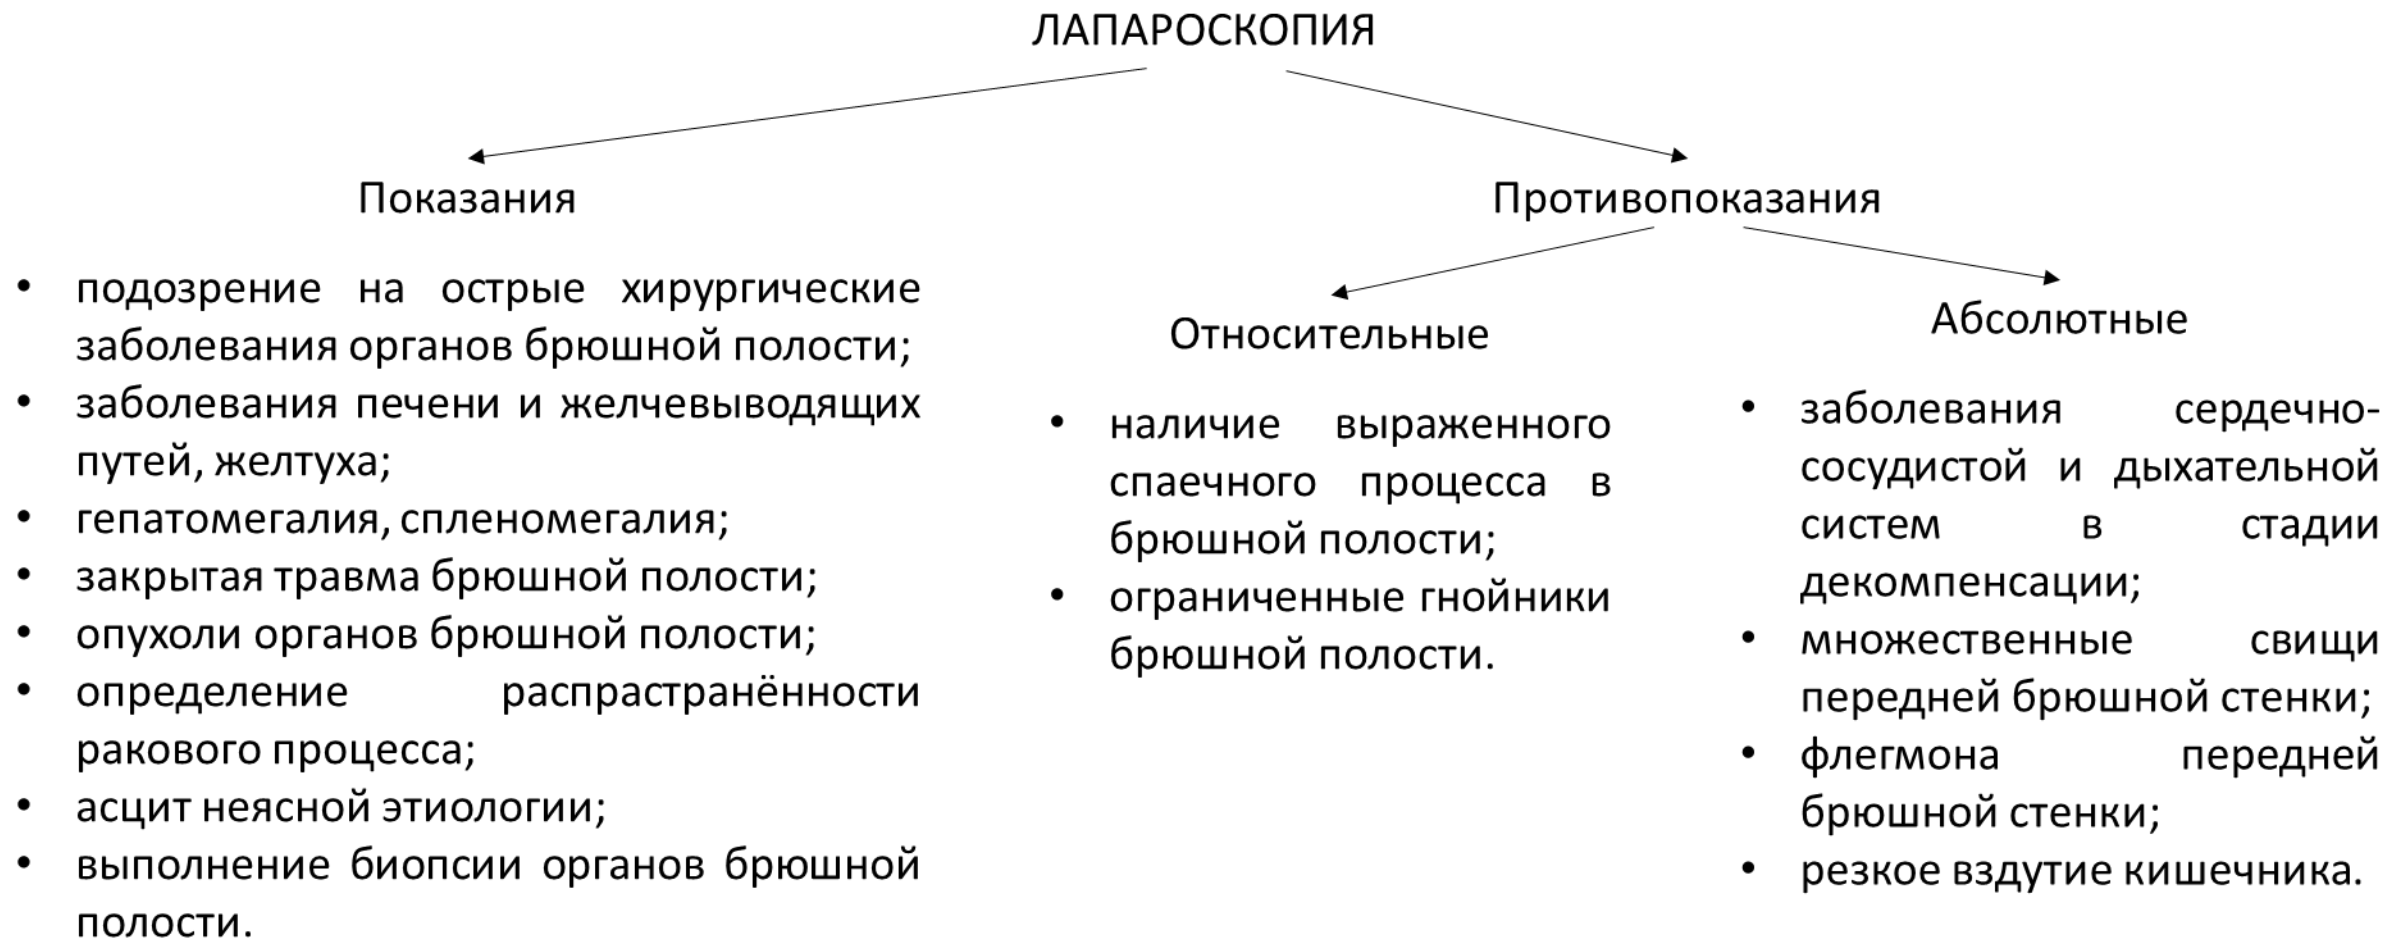 ЛАПАРОСКОПИЯ
Показания
подозрение на острые хирургические
заболевания органов брюшной полости;
заболевания печени и желчевыводящих
путей, желтуха;
гепатомегалия, спленомегалия;
закрытая травма брюшной полости;
опухоли органов брюшной полости;
определение распрастранённости
ракового процесса;
асцит неясной этиологии;
выполнение биопсии органов брюшной
полости.
Противопоказания
Относительные
наличие выраженного
спаечного процесса в
брюшной полости;
ограниченные гнойники
брюшной полости.
Абсолютные
заболевания сердечно-
сосудистой и дыхательной
систем в стадии
декомпенсации;
множественные свищи
передней брюшной стенки;
флегмона передней
брюшной стенки;
резкое вздутие кишечника.